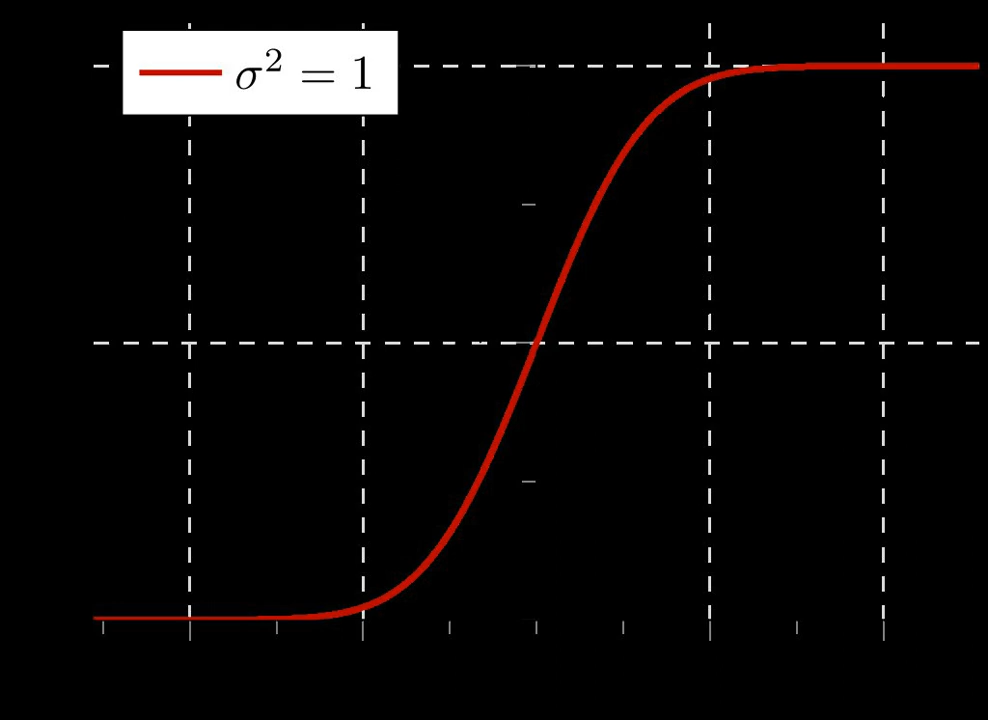 σ² = 1